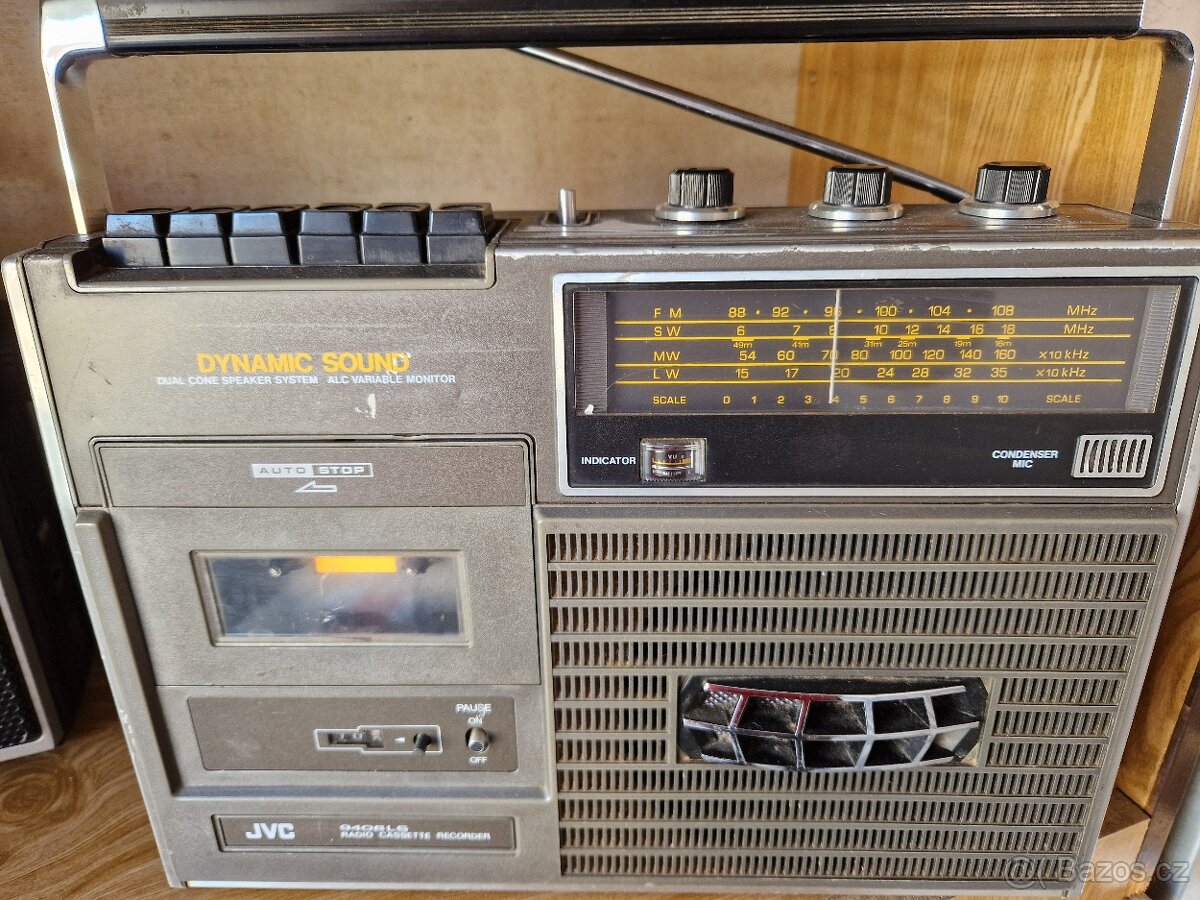 DYNAMIC SOUND
DUAL CONE SPEAKER SYSTEM ALC VARIABLE MONITOR
FM 88 • 92 • 96 • 100 • 104 • 108 MHz
SW 6 7 8 10 12 14 16 18 MHz
49m 41m 31m 25m 19m 16m
MW 54 60 70 80 100 120 140 160 x10 kHz
LW 15 17 20 24 28 32 35 x10 kHz
SCALE 0 1 2 3 4 5 6 7 8 9 10 SCALE
INDICATOR
VU
CONDENSER
MIC
AUTO STOP
PAUSE
ON
OFF
JVC
9406LS
RADIO CASSETTE RECORDER
Bazos.cz